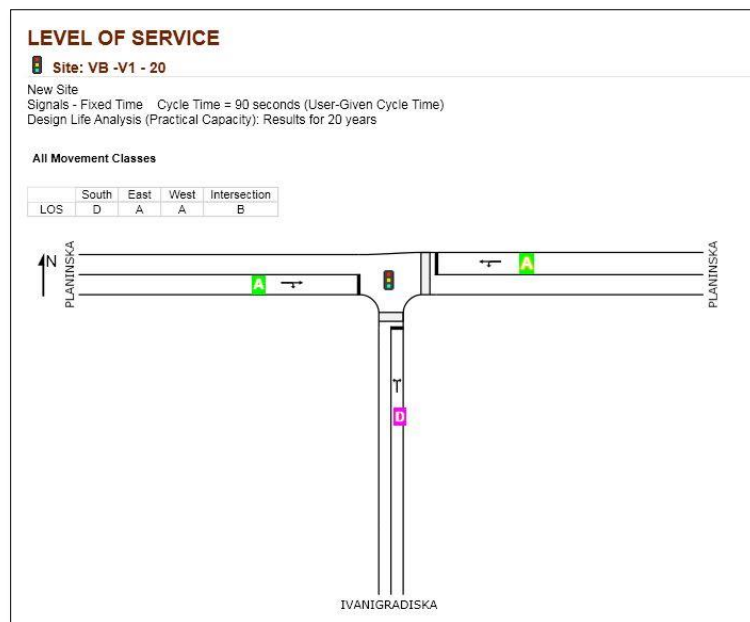 LEVEL OF SERVICE
Site: VB -V1 - 20
New Site
Signals - Fixed Time    Cycle Time = 90 seconds (User-Given Cycle Time)
Design Life Analysis (Practical Capacity): Results for 20 years
All Movement Classes
South East West Intersection
LOS D A A B
N
PLANINSKA
A
A
PLANINSKA
D
IVANIGRADISKA